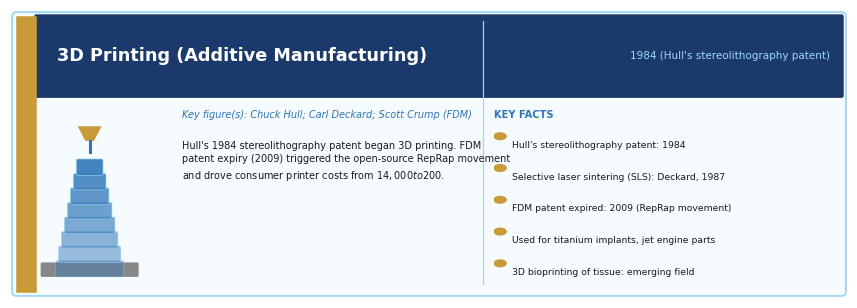 3D Printing (Additive Manufacturing)
1984 (Hull's stereolithography patent)
Key figure(s): Chuck Hull; Carl Deckard; Scott Crump (FDM)
Hull's 1984 stereolithography patent began 3D printing. FDM
patent expiry (2009) triggered the open-source RepRap movement
and drove consumer printer costs from 14,000to200.
KEY FACTS
Hull's stereolithography patent: 1984
Selective laser sintering (SLS): Deckard, 1987
FDM patent expired: 2009 (RepRap movement)
Used for titanium implants, jet engine parts
3D bioprinting of tissue: emerging field